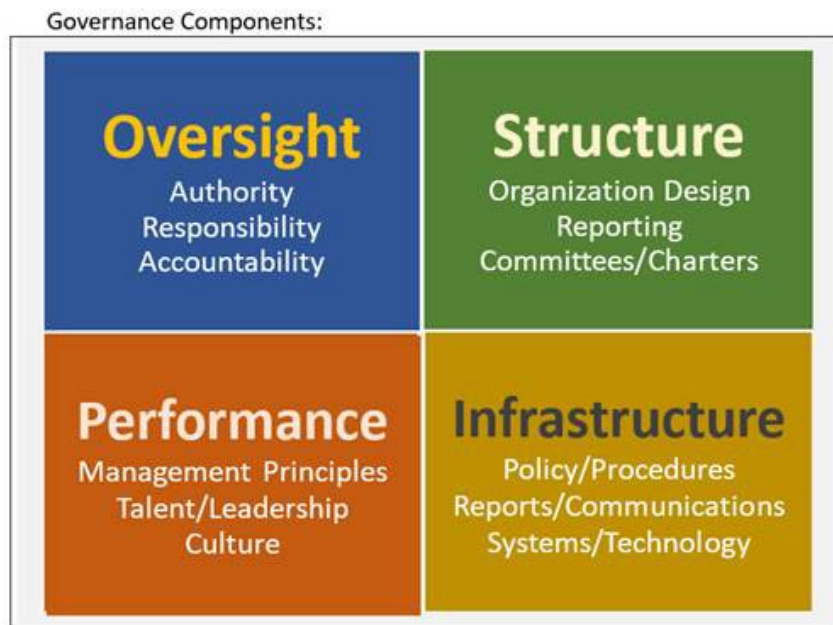 Governance Components:
Oversight
Authority
Responsibility
Accountability
Structure
Organization Design
Reporting
Committees/Charters
Performance
Management Principles
Talent/Leadership
Culture
Infrastructure
Policy/Procedures
Reports/Communications
Systems/Technology